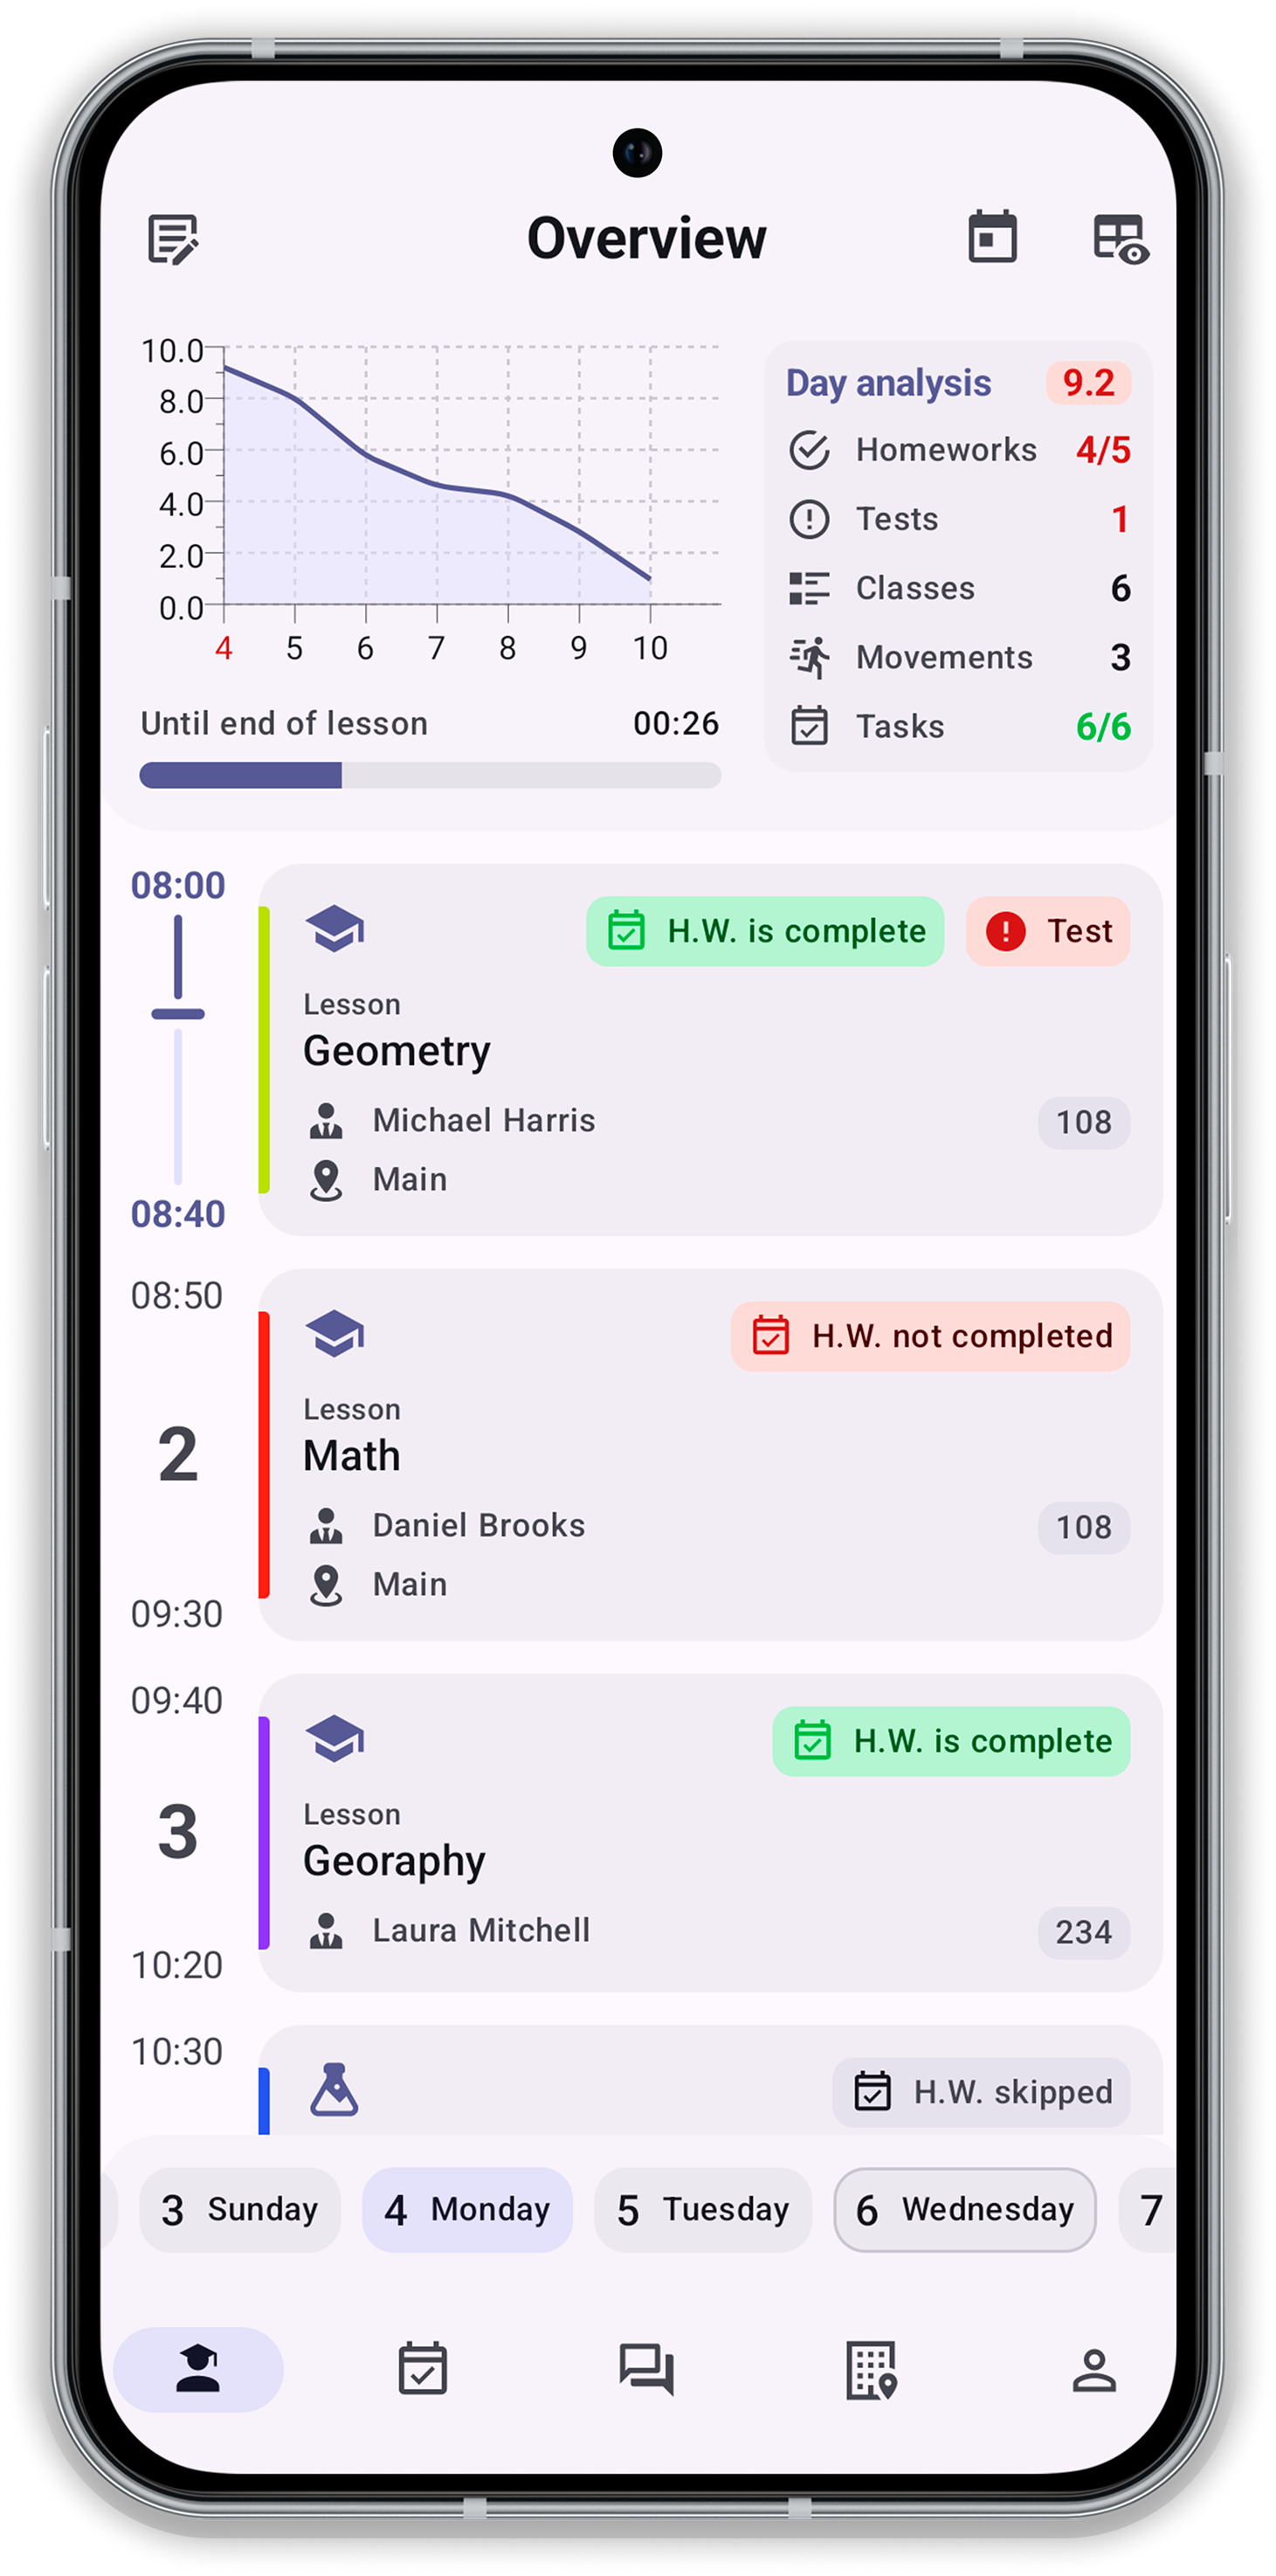 Overview
10.0
8.0
6.0
4.0
2.0
0.0
4 5 6 7 8 9 10
Until end of lesson 00:26
Day analysis 9.2
Homeworks 4/5
Tests 1
Classes 6
Movements 3
Tasks 6/6
08:00
H.W. is complete Test
Lesson
Geometry
Michael Harris 108
Main
08:40
08:50
H.W. not completed
Lesson
Math
2
Daniel Brooks 108
Main
09:30
09:40
H.W. is complete
Lesson
3
Georaphy
Laura Mitchell 234
10:20
10:30
H.W. skipped
3 Sunday 4 Monday 5 Tuesday 6 Wednesday 7